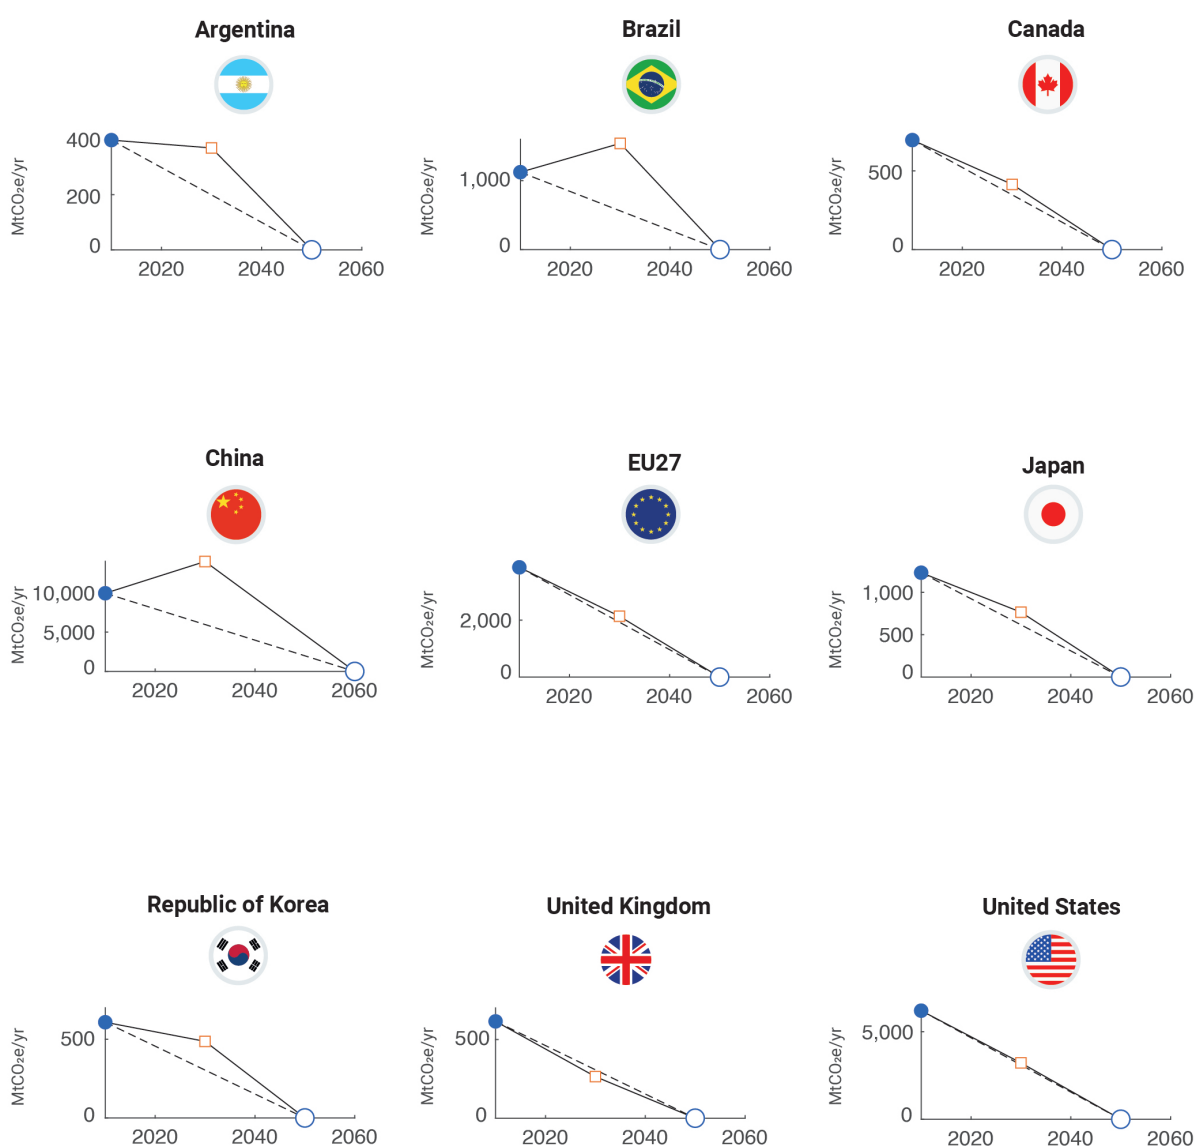 Argentina
MtCO₂e/yr
400
200
0
2020 2040 2060
Brazil
MtCO₂e/yr
1,000
0
2020 2040 2060
Canada
MtCO₂e/yr
500
0
2020 2040 2060
China
MtCO₂e/yr
10,000
5,000
0
2020 2040 2060
EU27
MtCO₂e/yr
2,000
0
2020 2040 2060
Japan
MtCO₂e/yr
1,000
500
0
2020 2040 2060
Republic of Korea
MtCO₂e/yr
500
0
2020 2040 2060
United Kingdom
MtCO₂e/yr
500
0
2020 2040 2060
United States
MtCO₂e/yr
5,000
0
2020 2040 2060